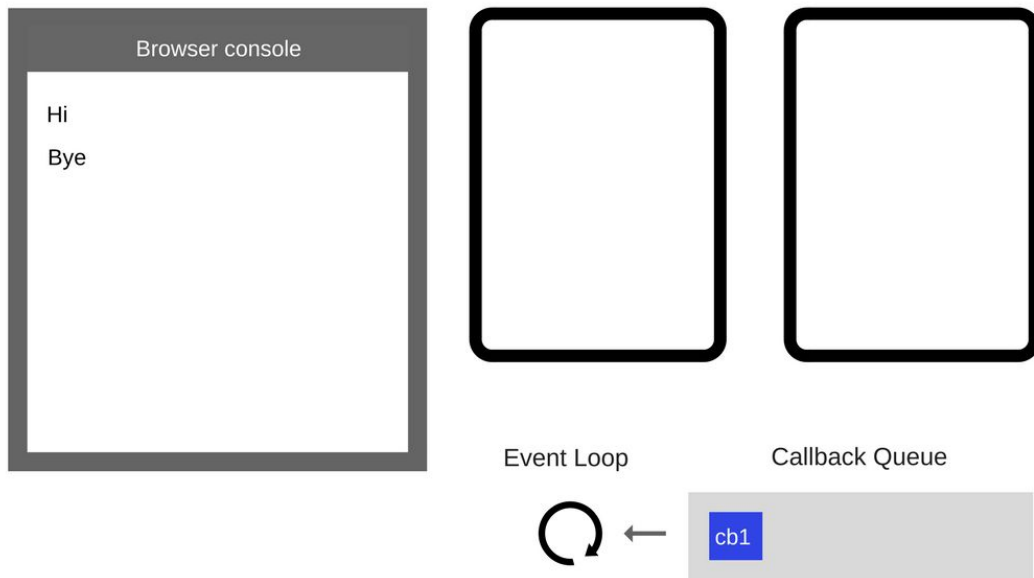 Browser console
Hi
Bye
Event Loop
Callback Queue
cb1